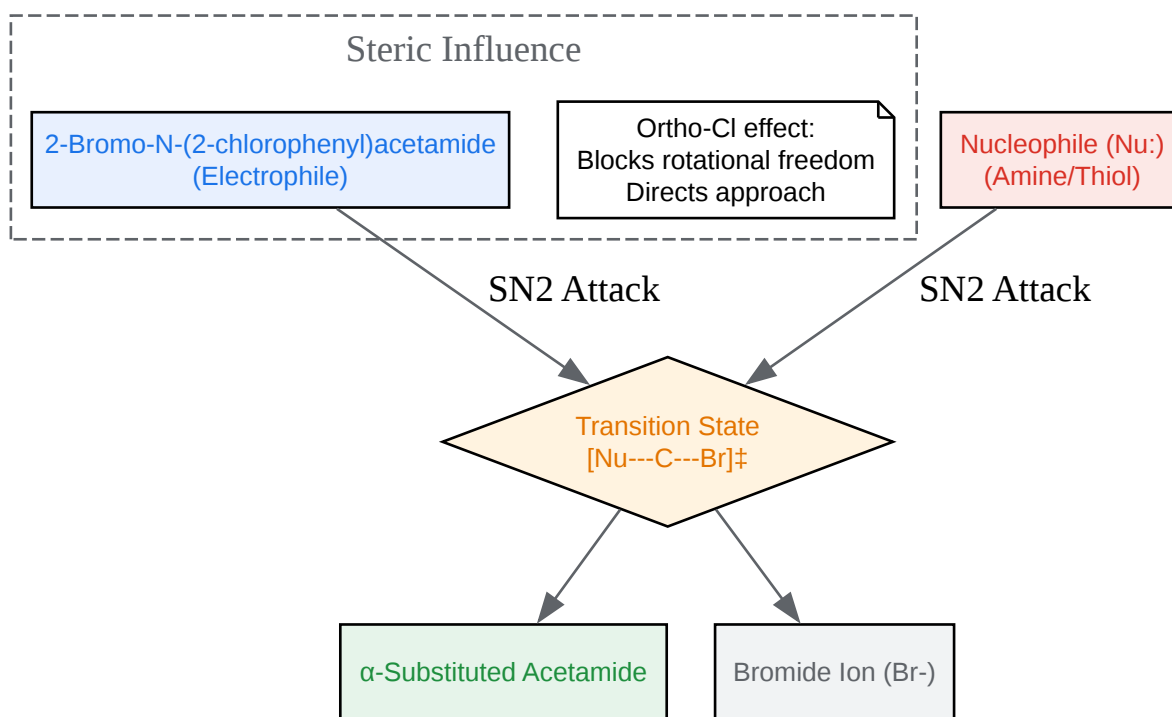 Steric Influence
2-Bromo-N-(2-chlorophenyl)acetamide
(Electrophile)
Ortho-Cl effect:
Blocks rotational freedom
Directs approach
Nucleophile (Nu:)
(Amine/Thiol)
SN2 Attack
SN2 Attack
Transition State
[Nu---C---Br]‡
α-Substituted Acetamide
Bromide Ion (Br-)